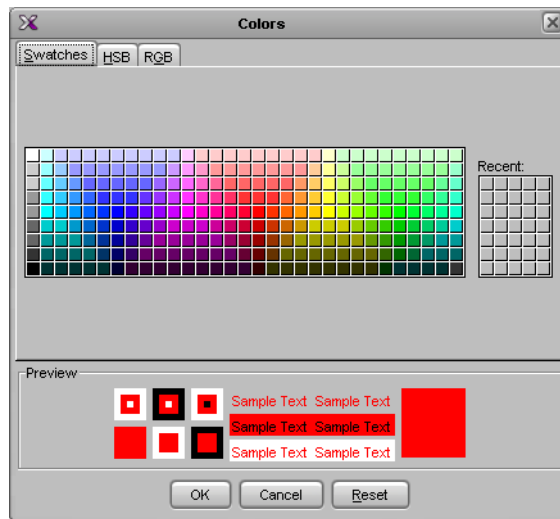 Colors
Swatches HSB RGB
Recent:
Preview
Sample Text Sample Text
Sample Text Sample Text
Sample Text Sample Text
OK Cancel Reset